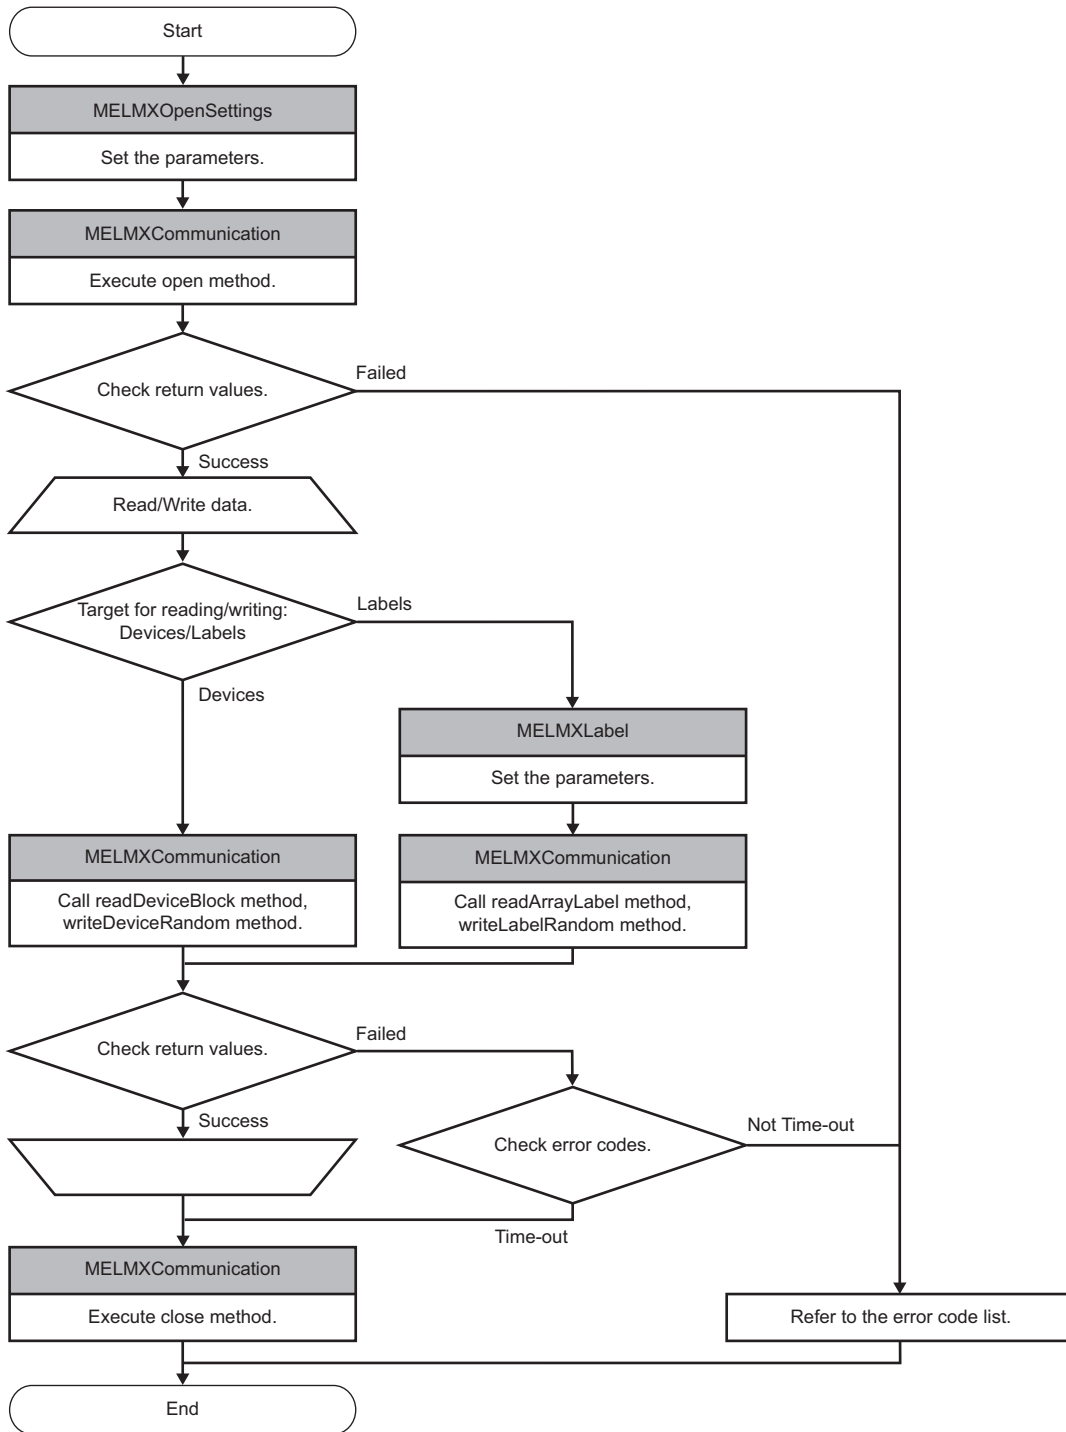 Start
MELMXOpenSettings
Set the parameters.
MELMXCommunication
Execute open method.
Check return values.
Failed
Success
Read/Write data.
Target for reading/writing:
Devices/Labels
Labels
Devices
MELMXLabel
Set the parameters.
MELMXCommunication
Call readDeviceBlock method,
writeDeviceRandom method.
MELMXCommunication
Call readArrayLabel method,
writeLabelRandom method.
Check return values.
Failed
Success
Check error codes.
Not Time-out
Time-out
MELMXCommunication
Execute close method.
Refer to the error code list.
End